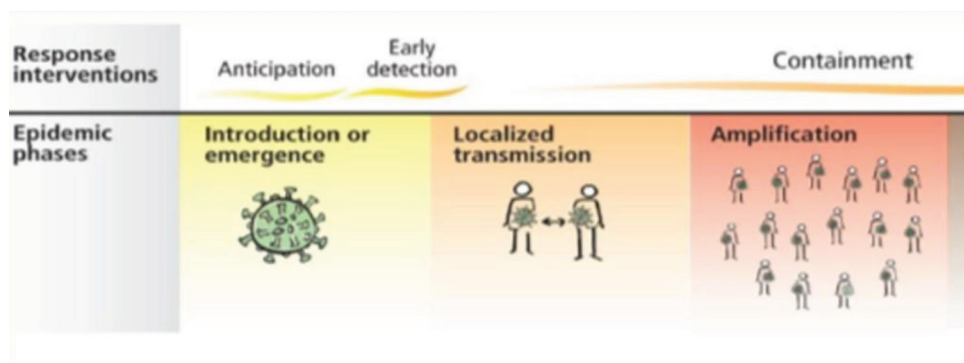 Response
interventions
Anticipation
Early
detection
Containment
Epidemic
phases
Introduction or
emergence
Localized
transmission
Amplification